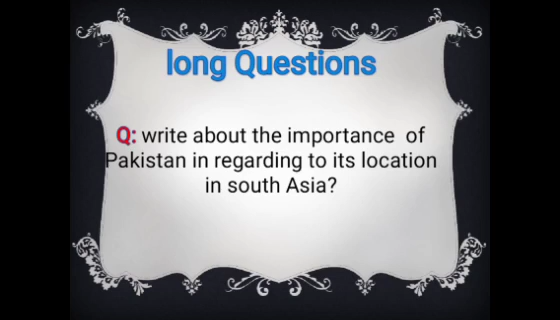 long Questions
Q: write about the importance of
Pakistan in regarding to its location
in south Asia?